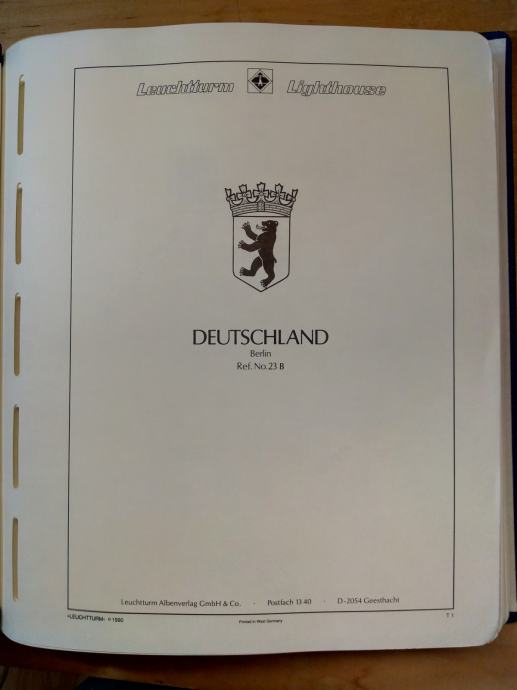 Leuchtturm Lighthouse
DEUTSCHLAND
Berlin
Ref. No. 23 B
Leuchtturm Albenverlag GmbH & Co. · Postfach 13 40 · D-2054 Geesthacht
»LEUCHTTURM« © 1990 Printed in West Germany T 1